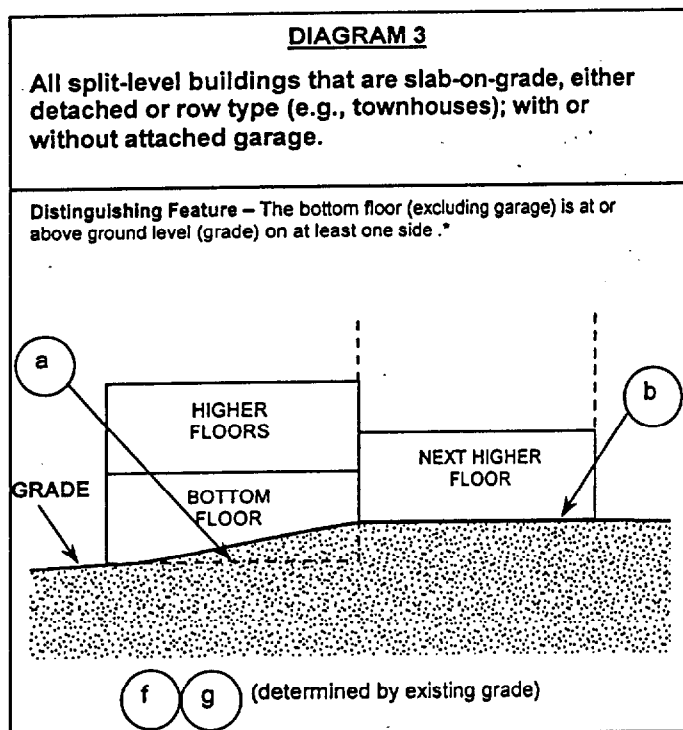 DIAGRAM 3
All split-level buildings that are slab-on-grade, either
detached or row type (e.g., townhouses); with or
without attached garage.
Distinguishing Feature – The bottom floor (excluding garage) is at or
above ground level (grade) on at least one side .*
a
b
HIGHER
FLOORS
NEXT HIGHER
FLOOR
GRADE
BOTTOM
FLOOR
f g (determined by existing grade)